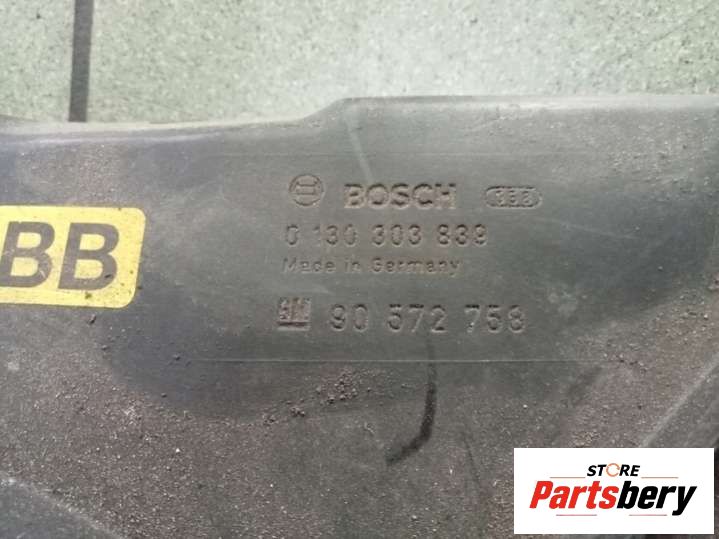 BOSCH
0 130 303 839
Made in Germany
GM 90 572 758
BB
STORE
Partsbery